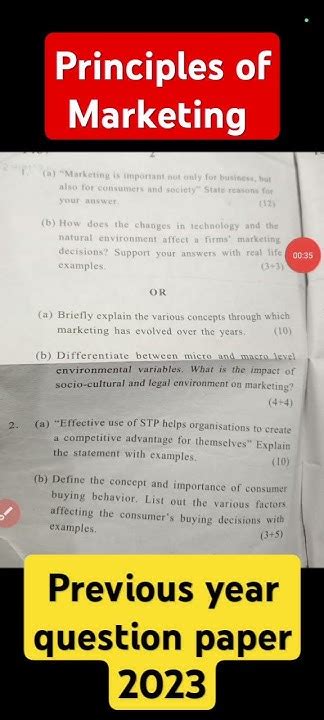 Principles of
Marketing
1. (a) "Marketing is important not only for business, but
also for consumers and society" State reasons for
your answer. (12)
(b) How does the changes in technology and the
natural environment affect a firms' marketing
decisions? Support your answers with real life
examples. (3+3)
00:35
OR
(a) Briefly explain the various concepts through which
marketing has evolved over the years. (10)
(b) Differentiate between micro and macro level
environmental variables. What is the impact of
socio-cultural and legal environment on marketing?
(4+4)
2. (a) "Effective use of STP helps organisations to create
a competitive advantage for themselves" Explain
the statement with examples. (10)
(b) Define the concept and importance of consumer
buying behavior. List out the various factors
affecting the consumer's buying decisions with
examples. (3+5)
Previous year
question paper
2023